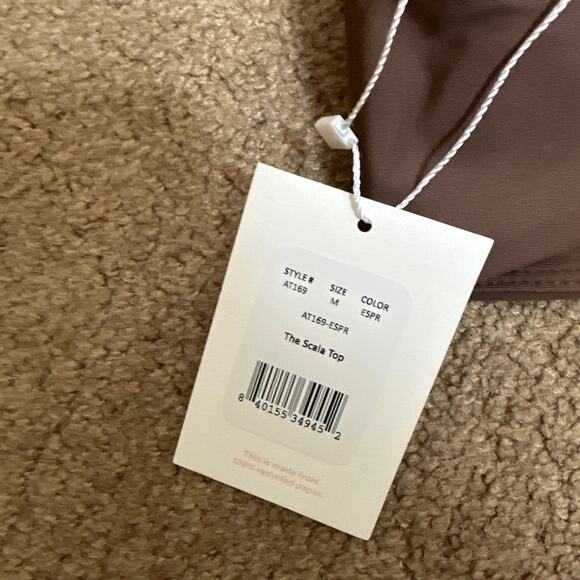 STYLE # SIZE COLOR
AT169 M ESPR
AT169-ESPR
The Scala Top
8 40155 34945 2
This is made from
100% recycled paper.